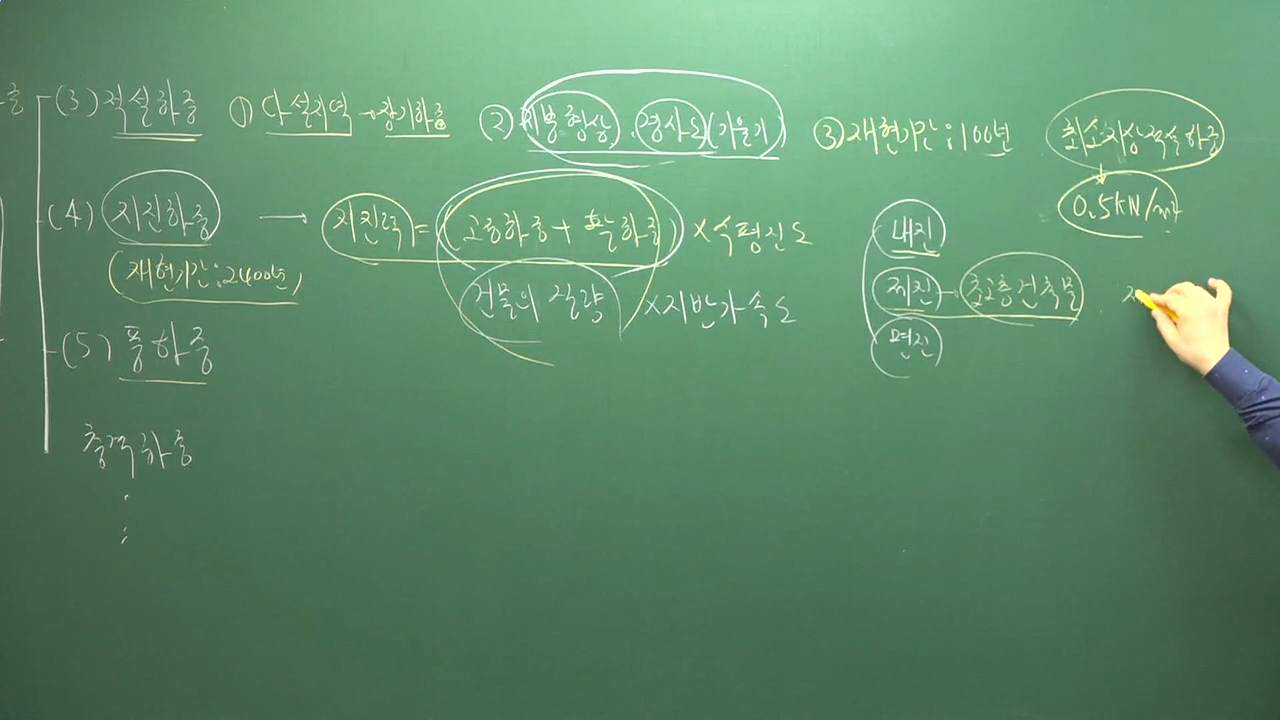 중
(3) 적설하중 ① 다설지역 → 장기하중 ② 지붕형상, 경사도(기울기) ③ 재현기간 : 100년 최소지상적설하중
0.5kN/m²
(4) 지진하중 → 지진력 = (고정하중 + 활하중) × 수평진도
(재현기간 : 2400년)
건물의 질량 × 지반가속도
내진
제진 - 초고층건축물
면진
(5) 풍하중
충격하중